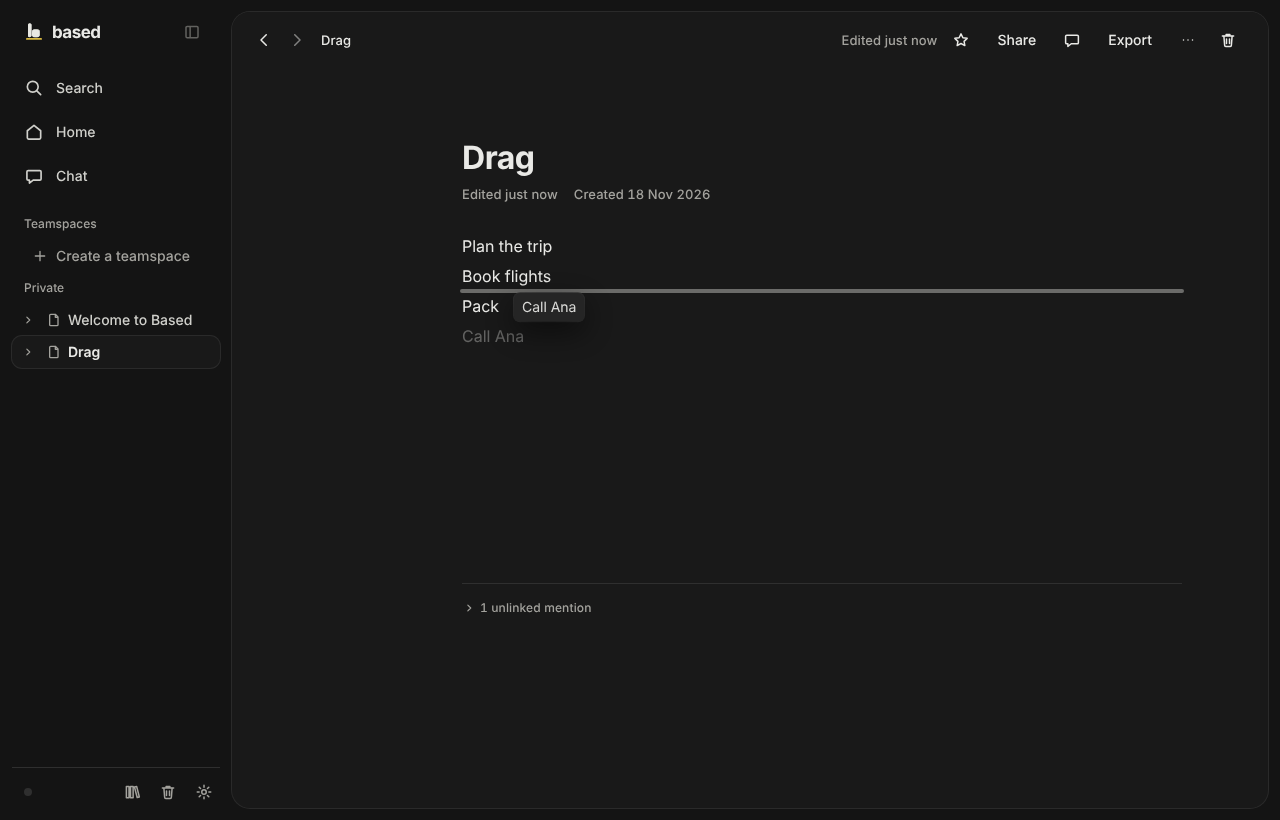 based
Search
Home
Chat
Teamspaces
Create a teamspace
Private
Welcome to Based
Drag
Drag
Edited just now
Share
Export
Drag
Edited just now Created 18 Nov 2026
Plan the trip
Book flights
Pack
Call Ana
Call Ana
1 unlinked mention